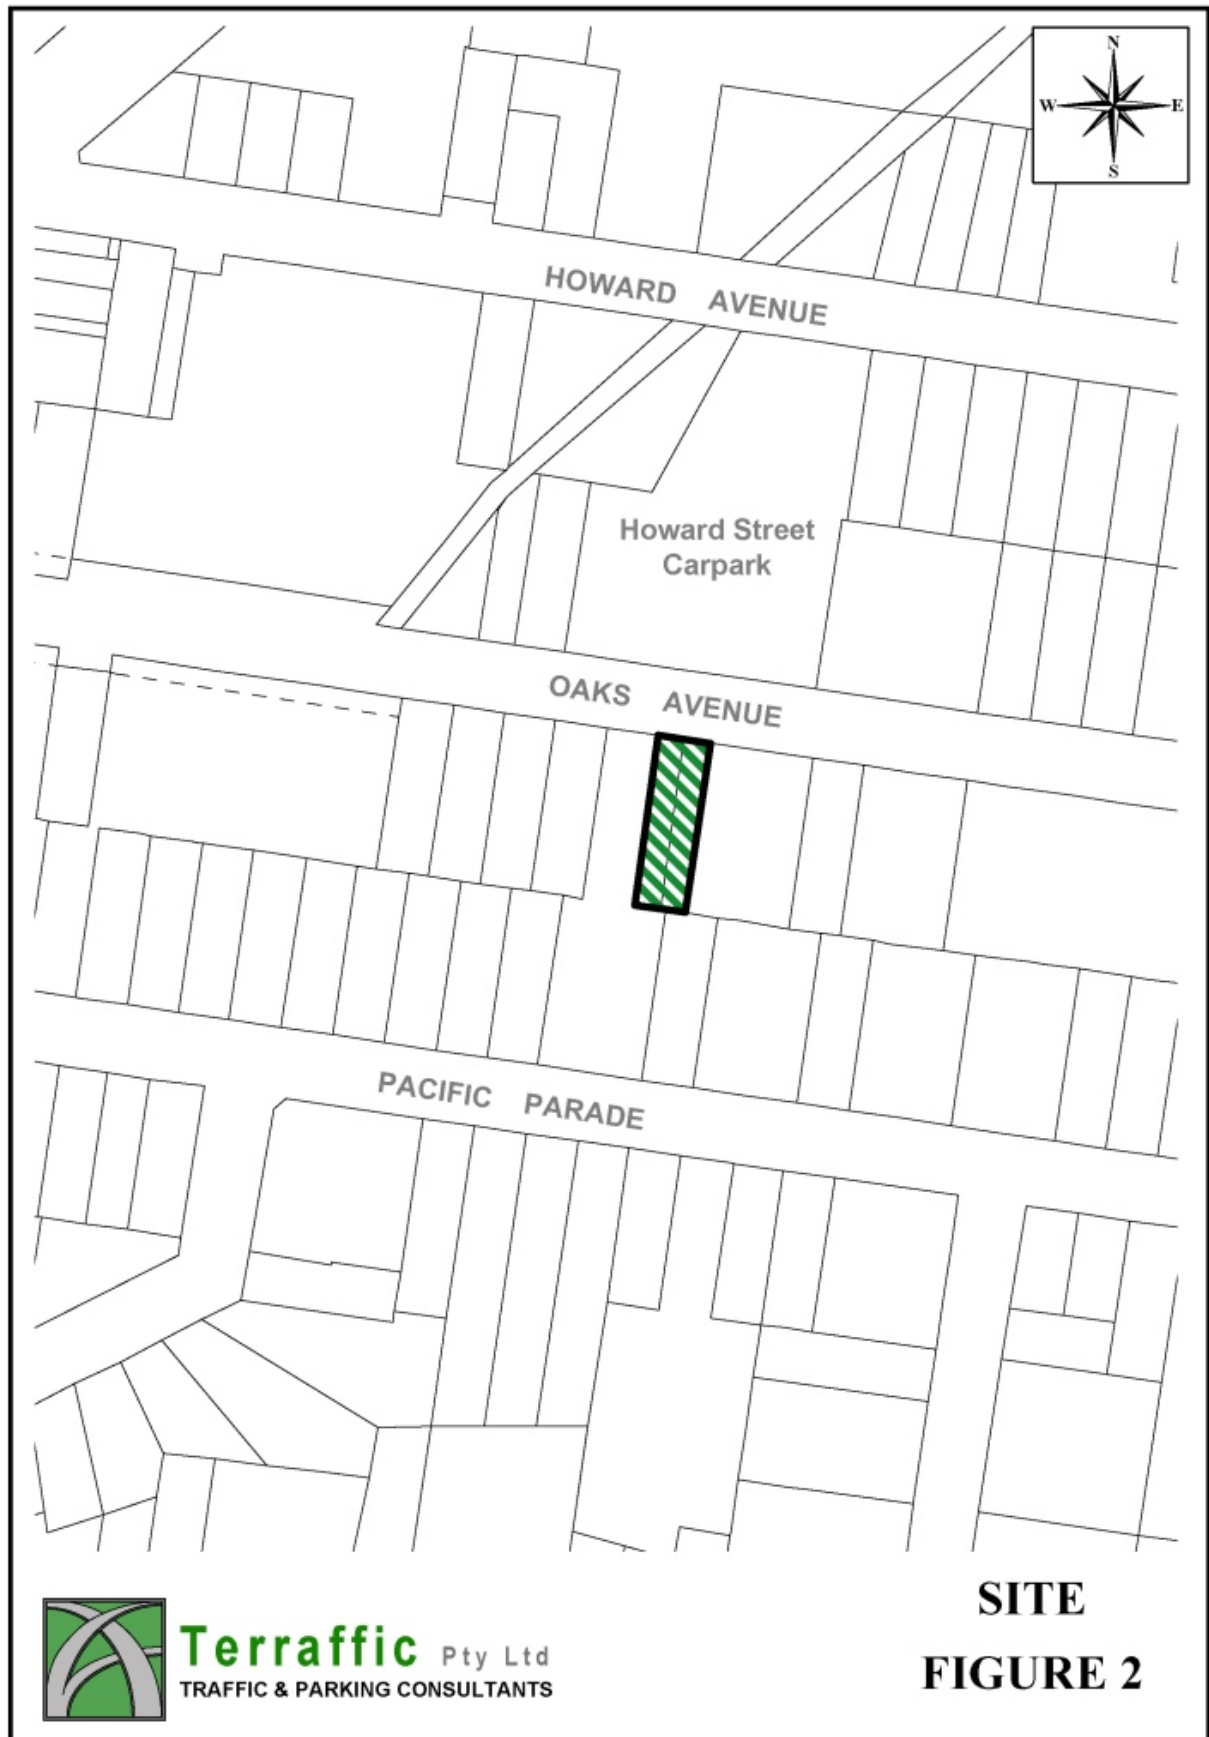 N
W E
S
HOWARD AVENUE
Howard Street
Carpark
OAKS AVENUE
PACIFIC PARADE
SITE
FIGURE 2
Terraffic Pty Ltd
TRAFFIC & PARKING CONSULTANTS